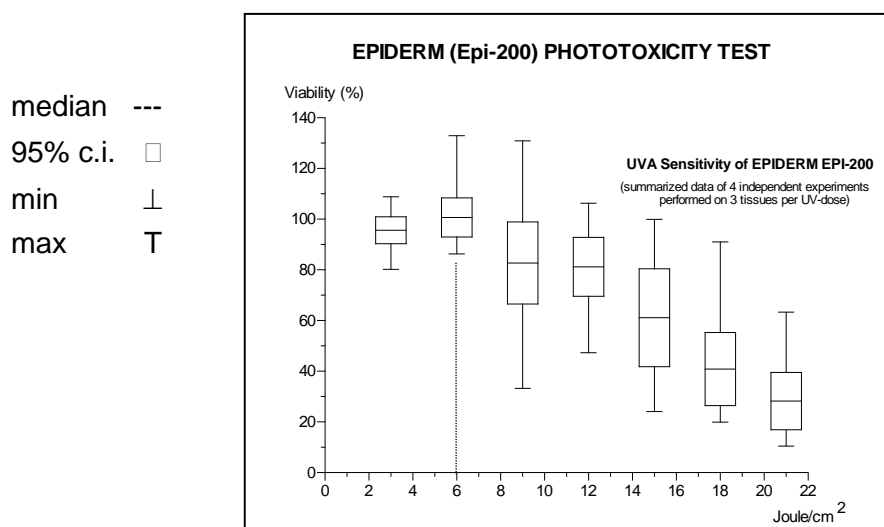 median ---
95% c.i. □
min ⊥
max T
EPIDERM (Epi-200) PHOTOTOXICITY TEST
Viability (%)
140
120
100
80
60
40
20
0
UVA Sensitivity of EPIDERM EPI-200
(summarized data of 4 independent experiments
performed on 3 tissues per UV-dose)
0 2 4 6 8 10 12 14 16 18 20 22
Joule/cm²